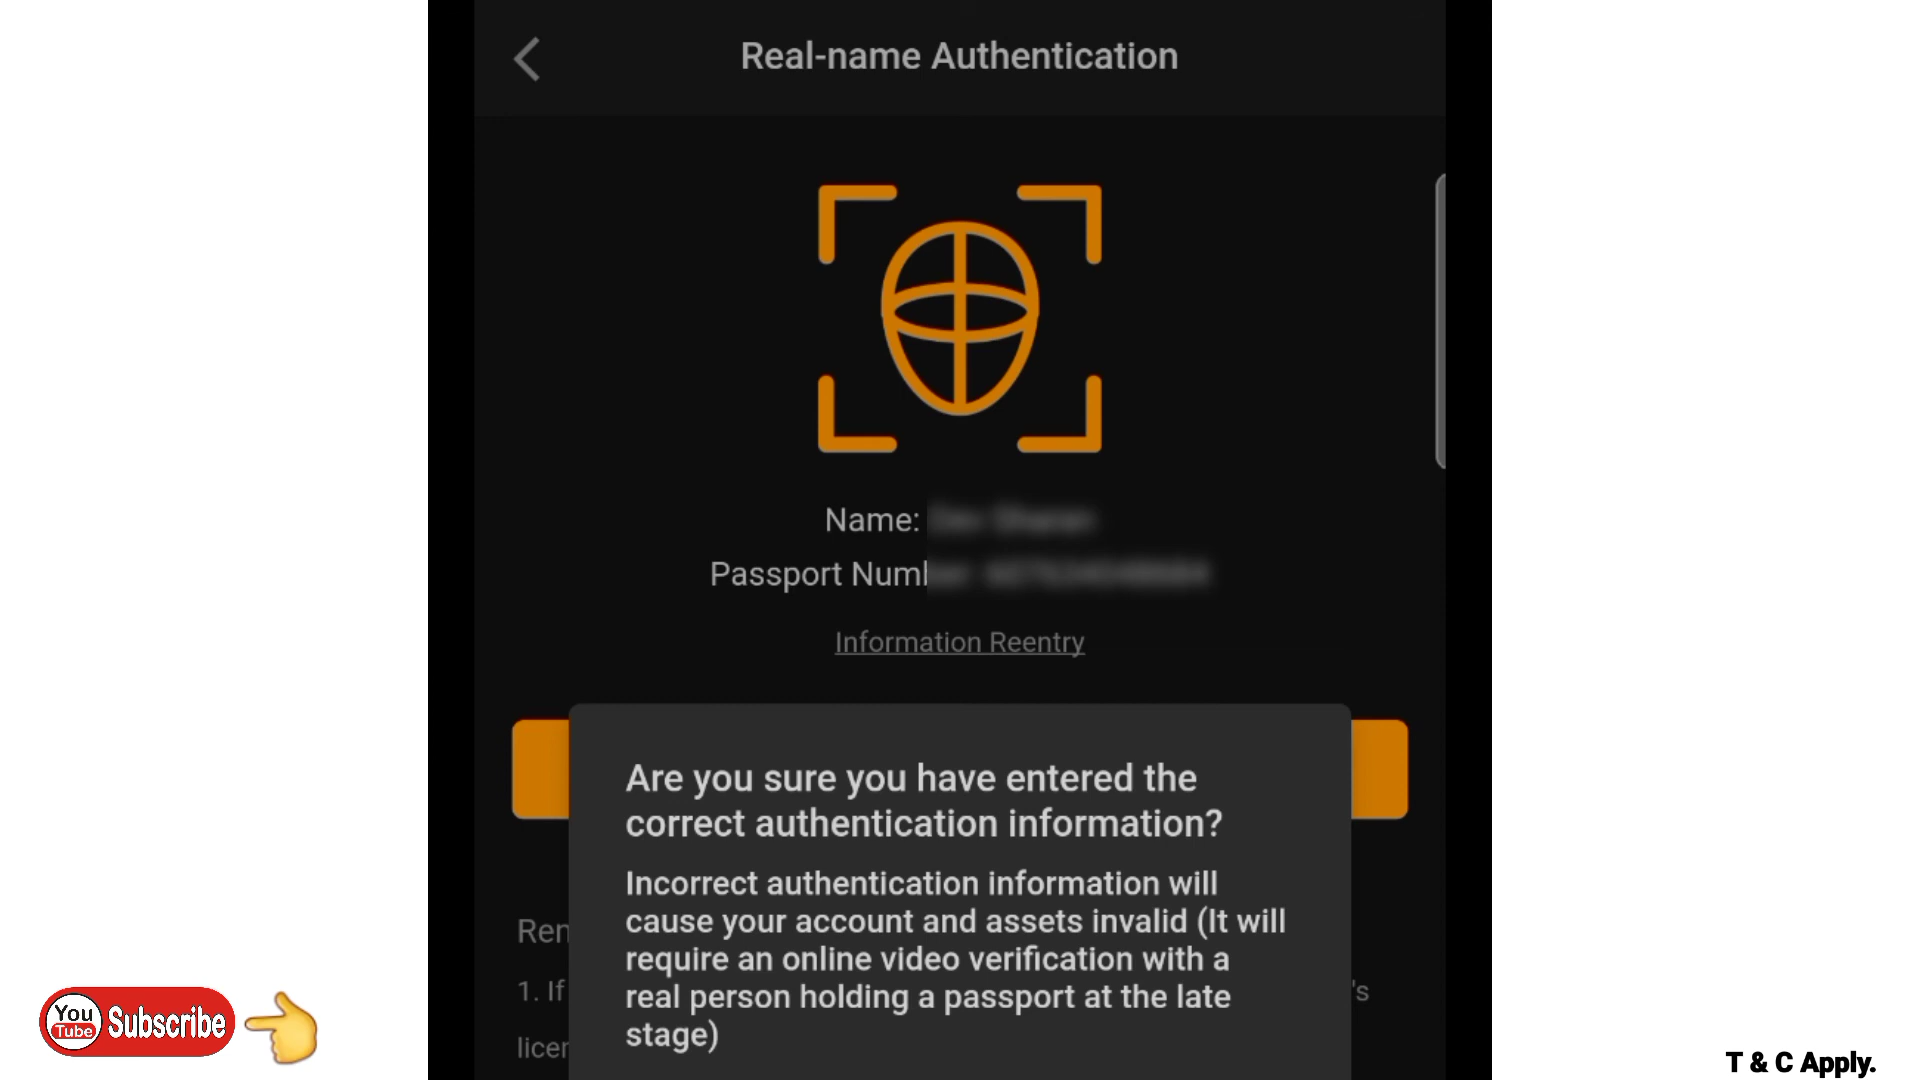 Real-name Authentication
Name:
Passport Num
Information Reentry
Are you sure you have entered the
correct authentication information?
Incorrect authentication information will
cause your account and assets invalid (It will
require an online video verification with a
real person holding a passport at the late
stage)
Ren
1. If 's
licen
You
Tube
Subscribe
T & C Apply.